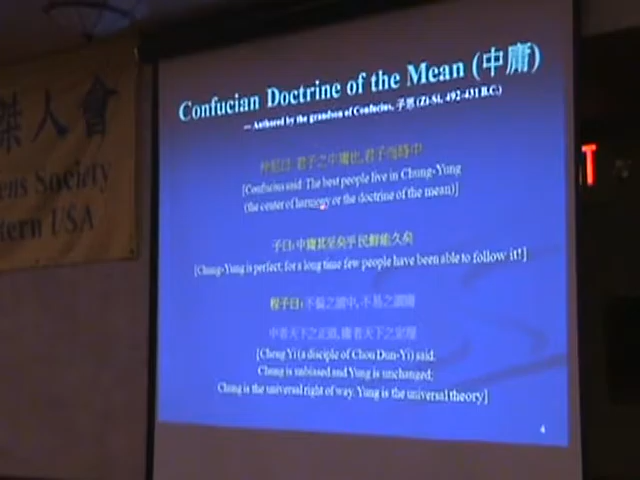 傑人會
ens Society
tern USA
Confucian Doctrine of the Mean (中庸)
— Authored by the grandson of Confucius, 子思 (Zi-Si, 492-431 B.C.)
仲尼曰: 君子之中庸也, 君子而時中
[Confucius said: The best people live in Chung-Yung
(the center of harmony or the doctrine of the mean)]
子曰: 中庸其至矣乎 民鮮能久矣
[Chung-Yung is perfect, for a long time few people have been able to follow it!]
程子曰: 不偏之謂中, 不易之謂庸
中者天下之正道, 庸者天下之定理
[Cheng Yi (a disciple of Chou Dun-Yi) said,
Chung is unbiased and Yung is unchanged;
Chung is the universal right of way, Yung is the universal theory]
4
T